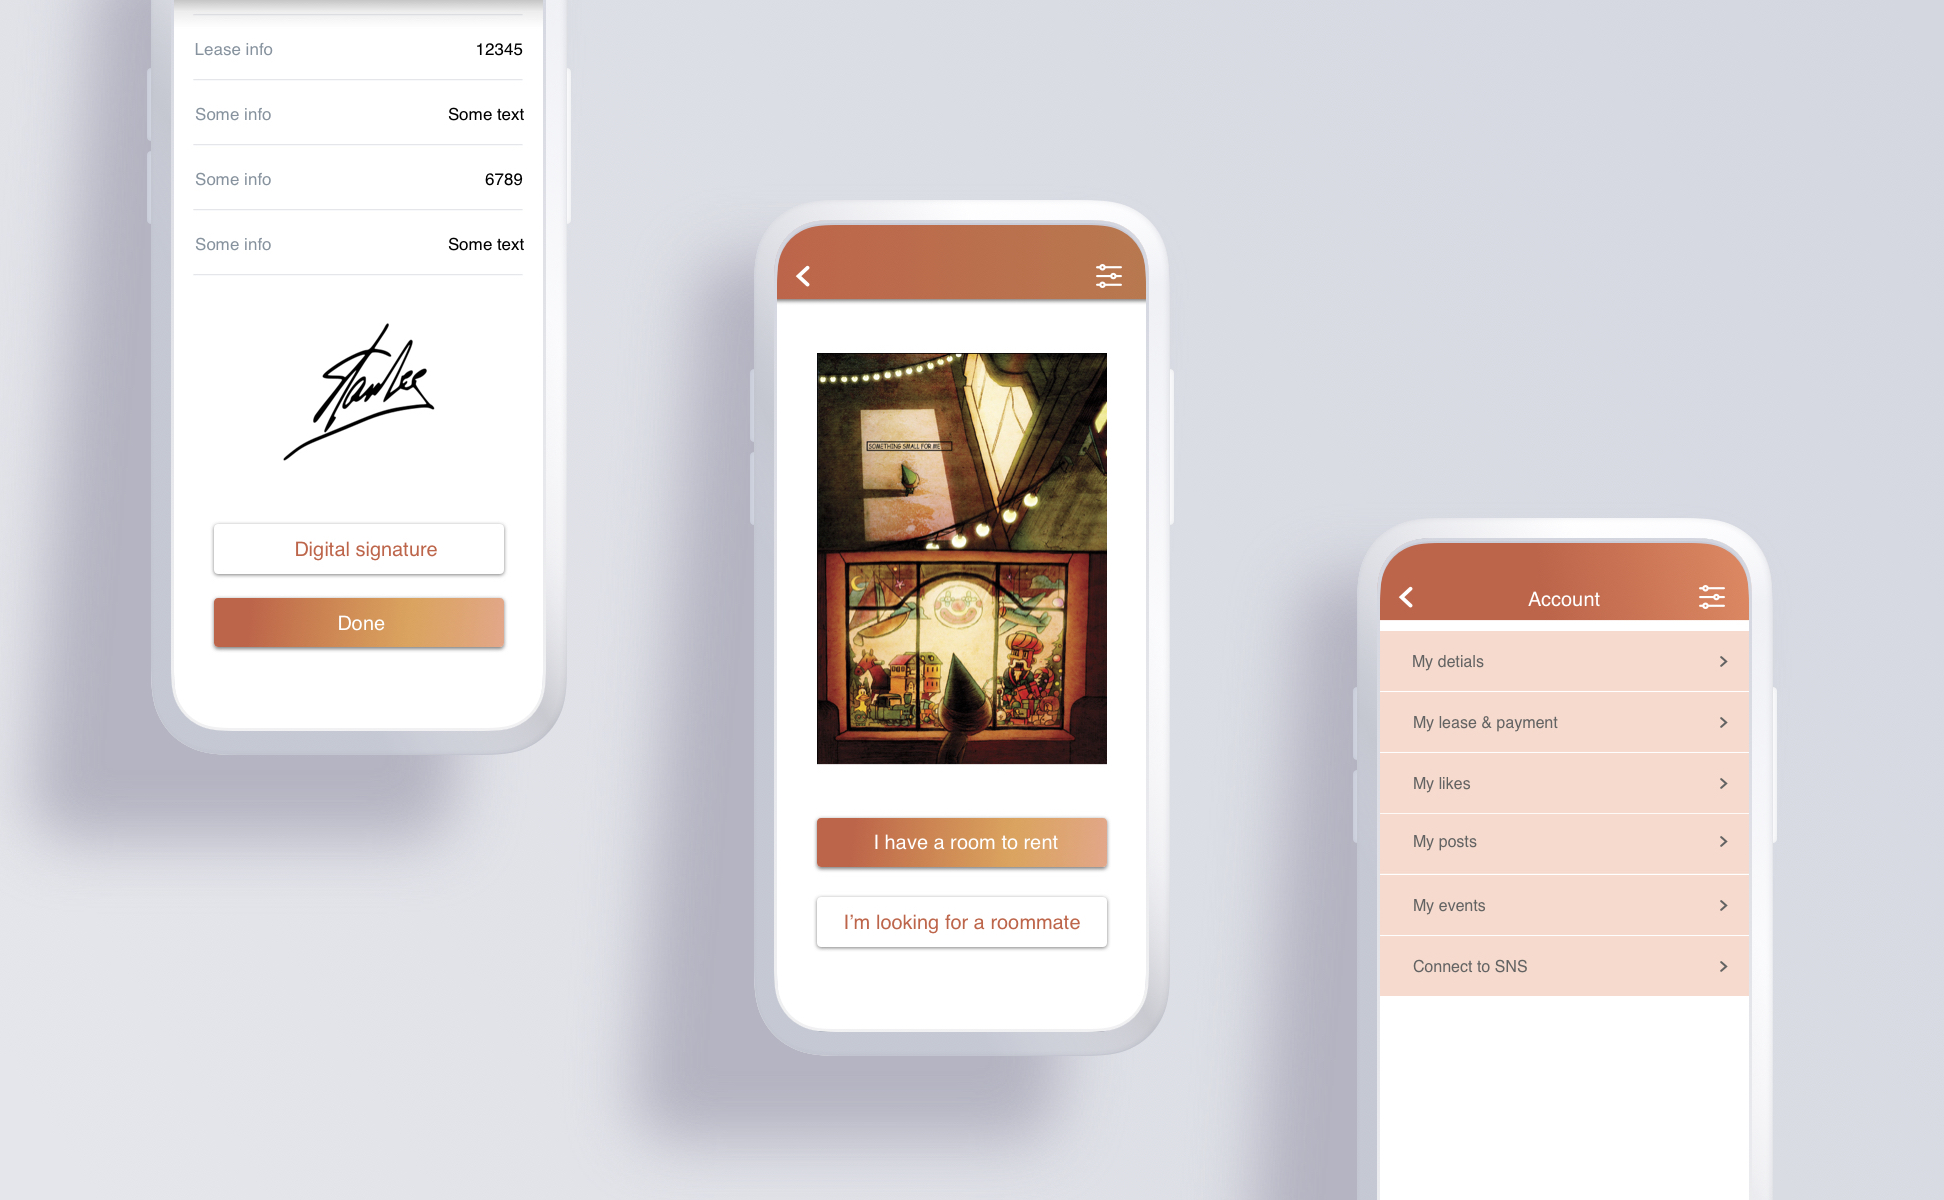 Lease info 12345
Some info Some text
Some info 6789
Some info Some text
Stan Lee
Digital signature
Done
SOMETHING SMALL FOR ME
I have a room to rent
I'm looking for a roommate
Account
My detials
My lease & payment
My likes
My posts
My events
Connect to SNS